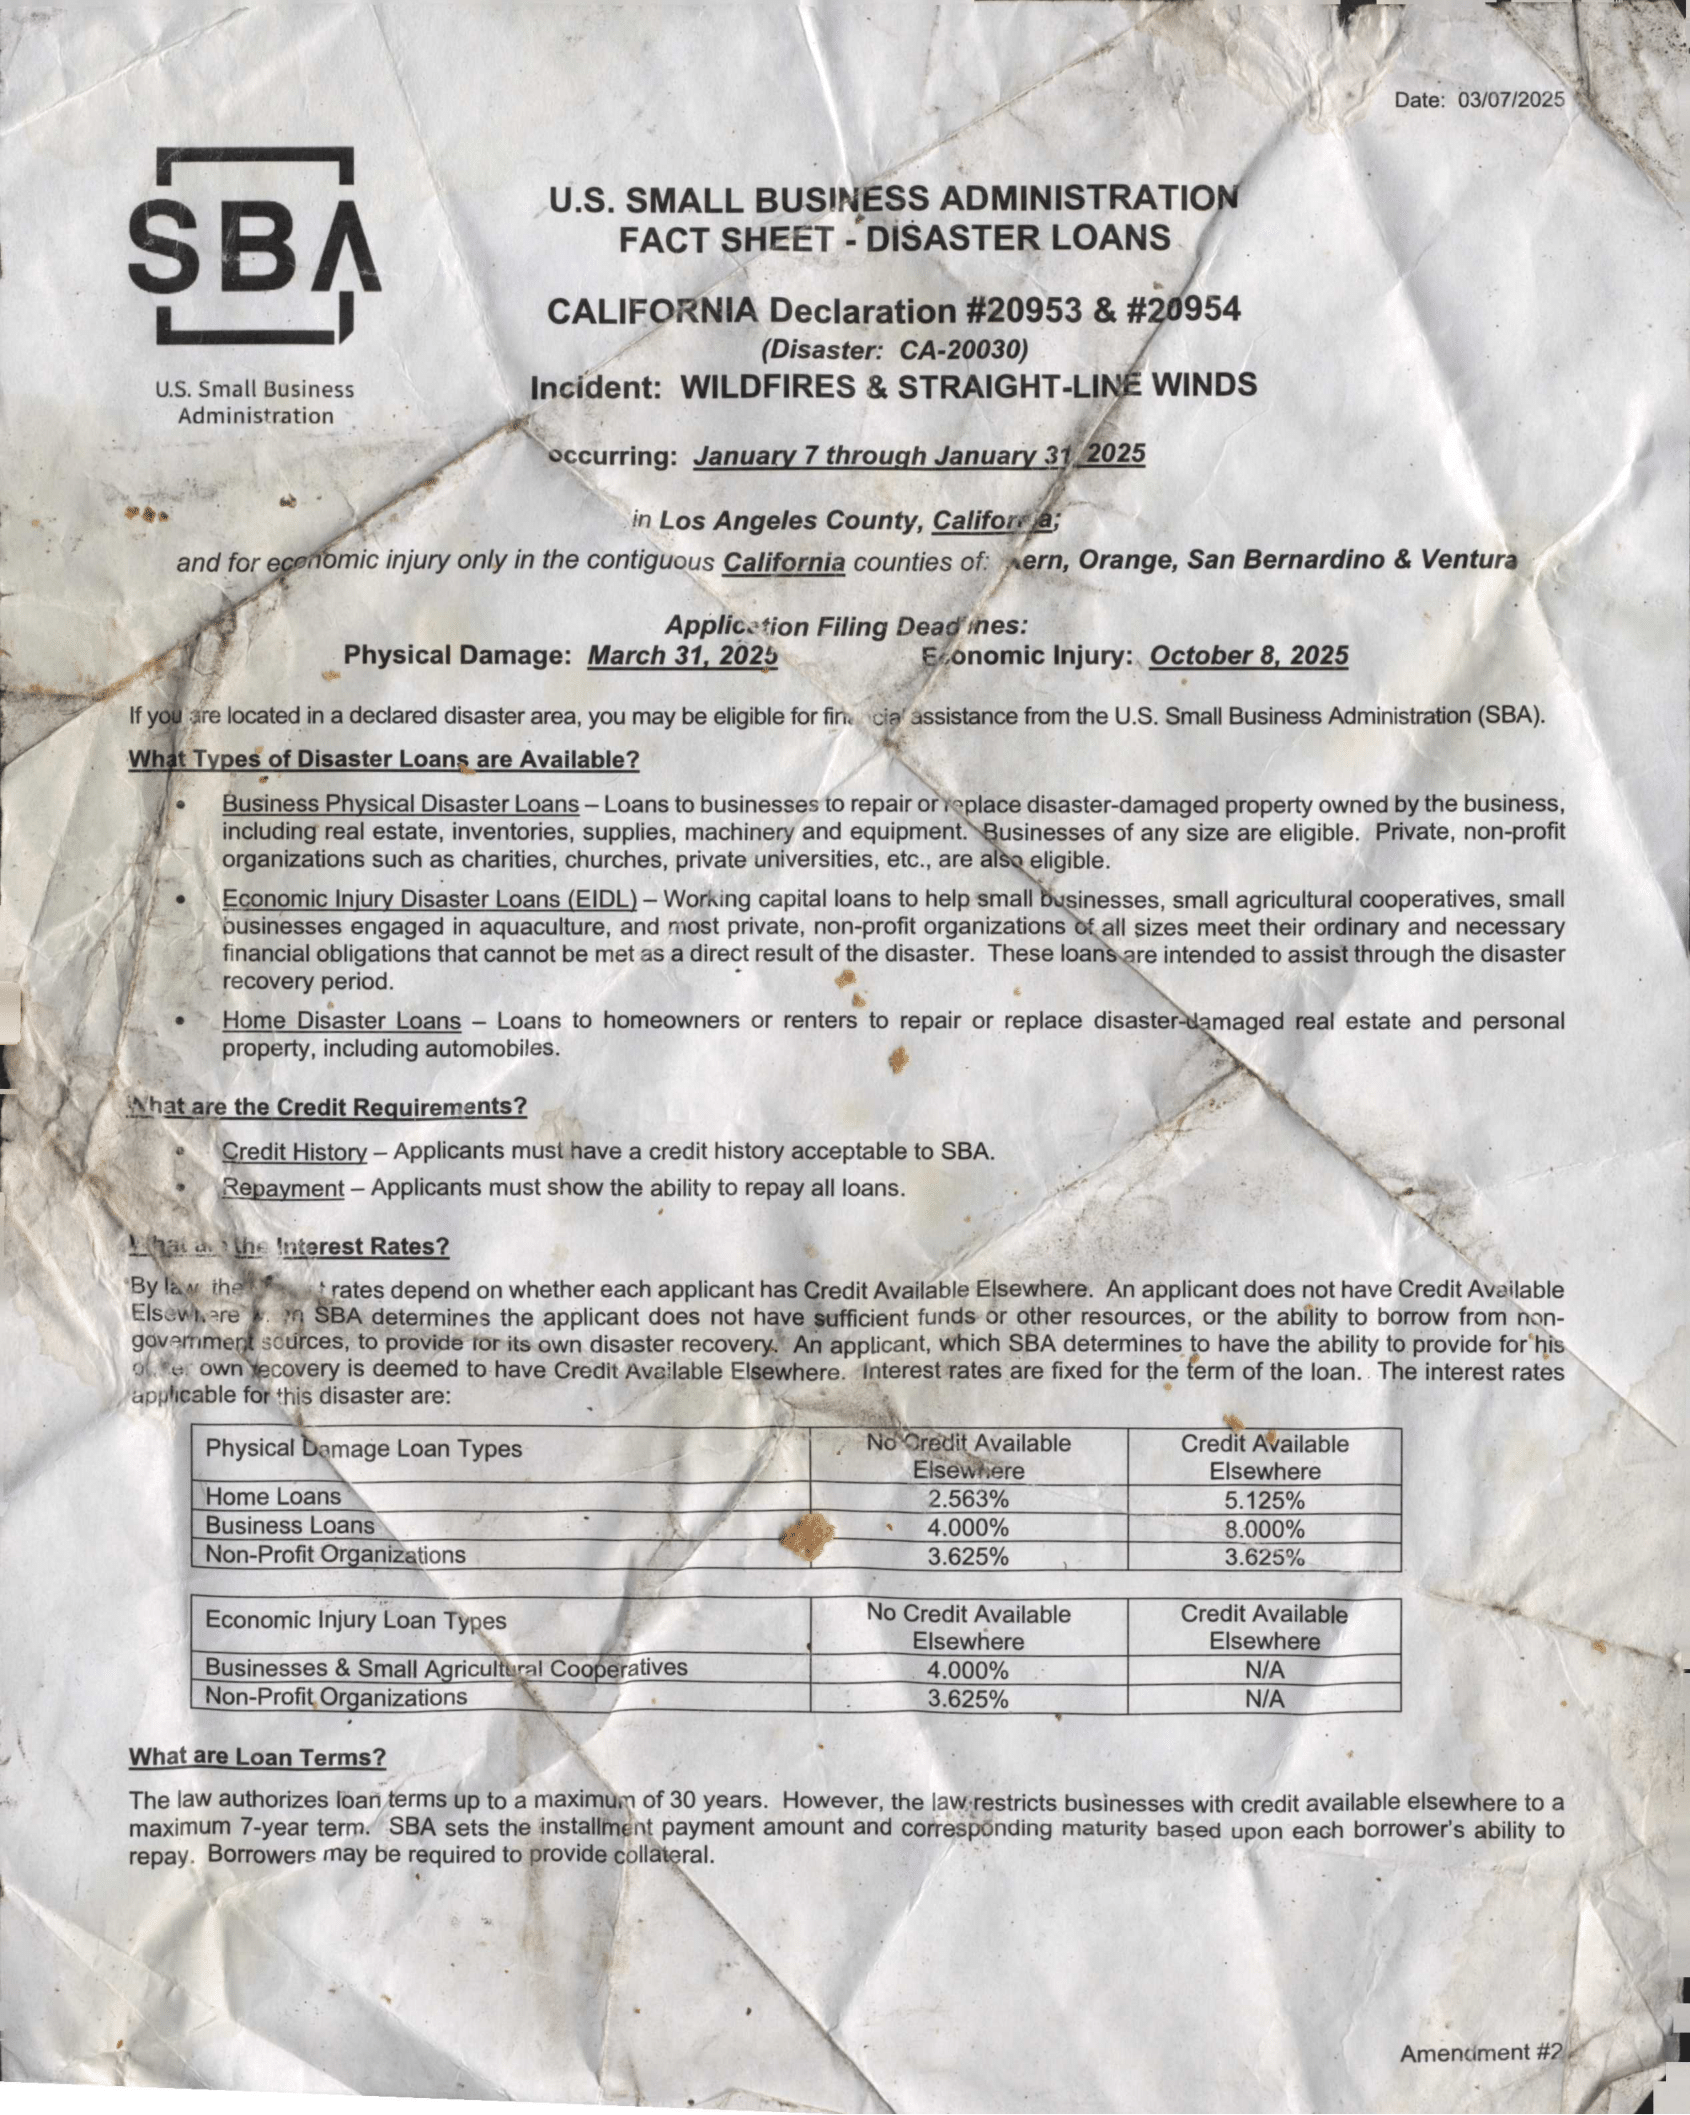 Date: 03/07/2025
SBA
U.S. Small Business
Administration
U.S. SMALL BUSINESS ADMINISTRATION
FACT SHEET - DISASTER LOANS
CALIFORNIA Declaration #20953 & #20954
(Disaster: CA-20030)
Incident: WILDFIRES & STRAIGHT-LINE WINDS
occurring: January 7 through January 31, 2025
in Los Angeles County, California;
and for economic injury only in the contiguous California counties of: Kern, Orange, San Bernardino & Ventura
Application Filing Deadlines:
Physical Damage: March 31, 2025 Economic Injury: October 8, 2025
If you are located in a declared disaster area, you may be eligible for financial assistance from the U.S. Small Business Administration (SBA).
What Types of Disaster Loans are Available?
• Business Physical Disaster Loans – Loans to businesses to repair or replace disaster-damaged property owned by the business,
including real estate, inventories, supplies, machinery and equipment. Businesses of any size are eligible. Private, non-profit
organizations such as charities, churches, private universities, etc., are also eligible.
• Economic Injury Disaster Loans (EIDL) – Working capital loans to help small businesses, small agricultural cooperatives, small
businesses engaged in aquaculture, and most private, non-profit organizations of all sizes meet their ordinary and necessary
financial obligations that cannot be met as a direct result of the disaster. These loans are intended to assist through the disaster
recovery period.
• Home Disaster Loans – Loans to homeowners or renters to repair or replace disaster-damaged real estate and personal
property, including automobiles.
What are the Credit Requirements?
• Credit History – Applicants must have a credit history acceptable to SBA.
• Repayment – Applicants must show the ability to repay all loans.
What are the Interest Rates?
By law, the rates depend on whether each applicant has Credit Available Elsewhere. An applicant does not have Credit Available
Elsewhere when SBA determines the applicant does not have sufficient funds or other resources, or the ability to borrow from non-
government sources, to provide for its own disaster recovery. An applicant, which SBA determines to have the ability to provide for his
or her own recovery is deemed to have Credit Available Elsewhere. Interest rates are fixed for the term of the loan. The interest rates
applicable for this disaster are:
Physical Damage Loan Types No Credit Available Elsewhere Credit Available Elsewhere
Home Loans 2.563% 5.125%
Business Loans 4.000% 8.000%
Non-Profit Organizations 3.625% 3.625%
Economic Injury Loan Types No Credit Available Elsewhere Credit Available Elsewhere
Businesses & Small Agricultural Cooperatives 4.000% N/A
Non-Profit Organizations 3.625% N/A
What are Loan Terms?
The law authorizes loan terms up to a maximum of 30 years. However, the law restricts businesses with credit available elsewhere to a
maximum 7-year term. SBA sets the installment payment amount and corresponding maturity based upon each borrower's ability to
repay. Borrowers may be required to provide collateral.
Amendment #2